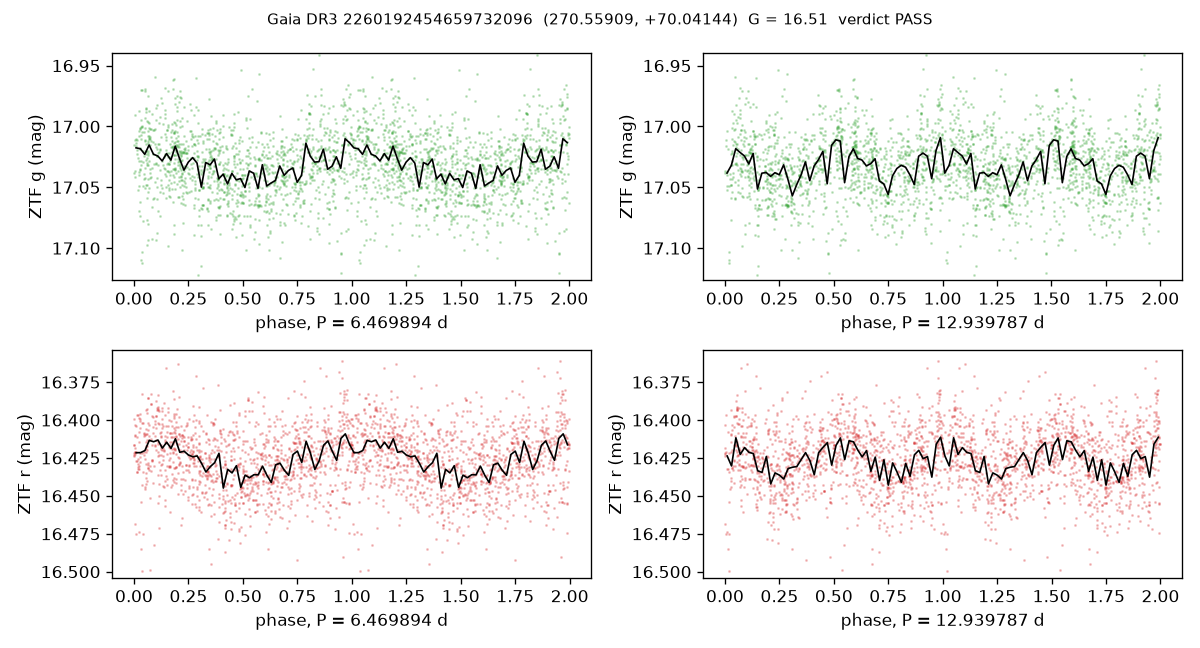 Gaia DR3 2260192454659732096  (270.55909, +70.04144)  G = 16.51  verdict PASS
16.95
17.00
17.05
17.10
ZTF g (mag)
0.00 0.25 0.50 0.75 1.00 1.25 1.50 1.75 2.00
phase, P = 6.469894 d
16.95
17.00
17.05
17.10
ZTF g (mag)
0.00 0.25 0.50 0.75 1.00 1.25 1.50 1.75 2.00
phase, P = 12.939787 d
16.375
16.400
16.425
16.450
16.475
16.500
ZTF r (mag)
0.00 0.25 0.50 0.75 1.00 1.25 1.50 1.75 2.00
phase, P = 6.469894 d
16.375
16.400
16.425
16.450
16.475
16.500
ZTF r (mag)
0.00 0.25 0.50 0.75 1.00 1.25 1.50 1.75 2.00
phase, P = 12.939787 d